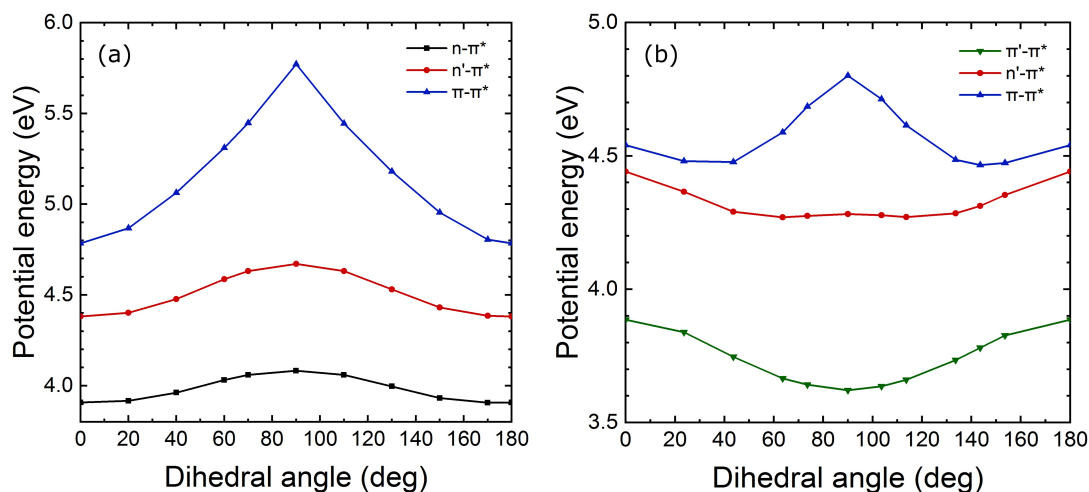 (a)
n-π*
n'-π*
π-π*
6.0
5.5
5.0
4.5
4.0
Potential energy (eV)
0 20 40 60 80 100 120 140 160 180
Dihedral angle (deg)
(b)
π'-π*
n'-π*
π-π*
5.0
4.5
4.0
3.5
Potential energy (eV)
0 20 40 60 80 100 120 140 160 180
Dihedral angle (deg)